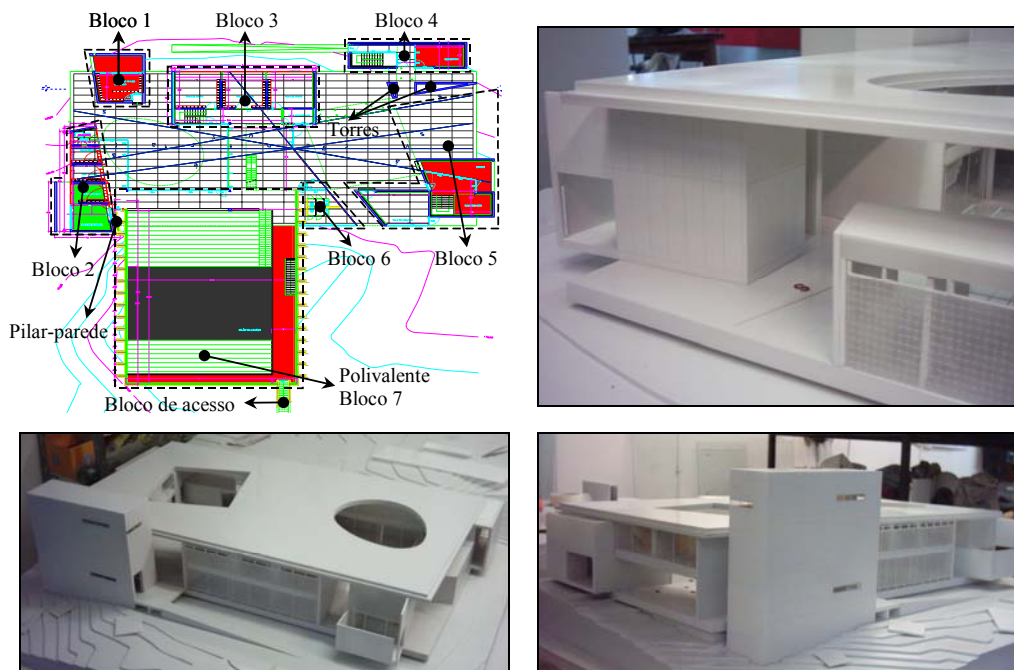 Bloco 1
Bloco 3
Bloco 4
Torres
Bloco 2
Bloco 6
Bloco 5
Pilar-parede
Polivalente
Bloco 7
Bloco de acesso